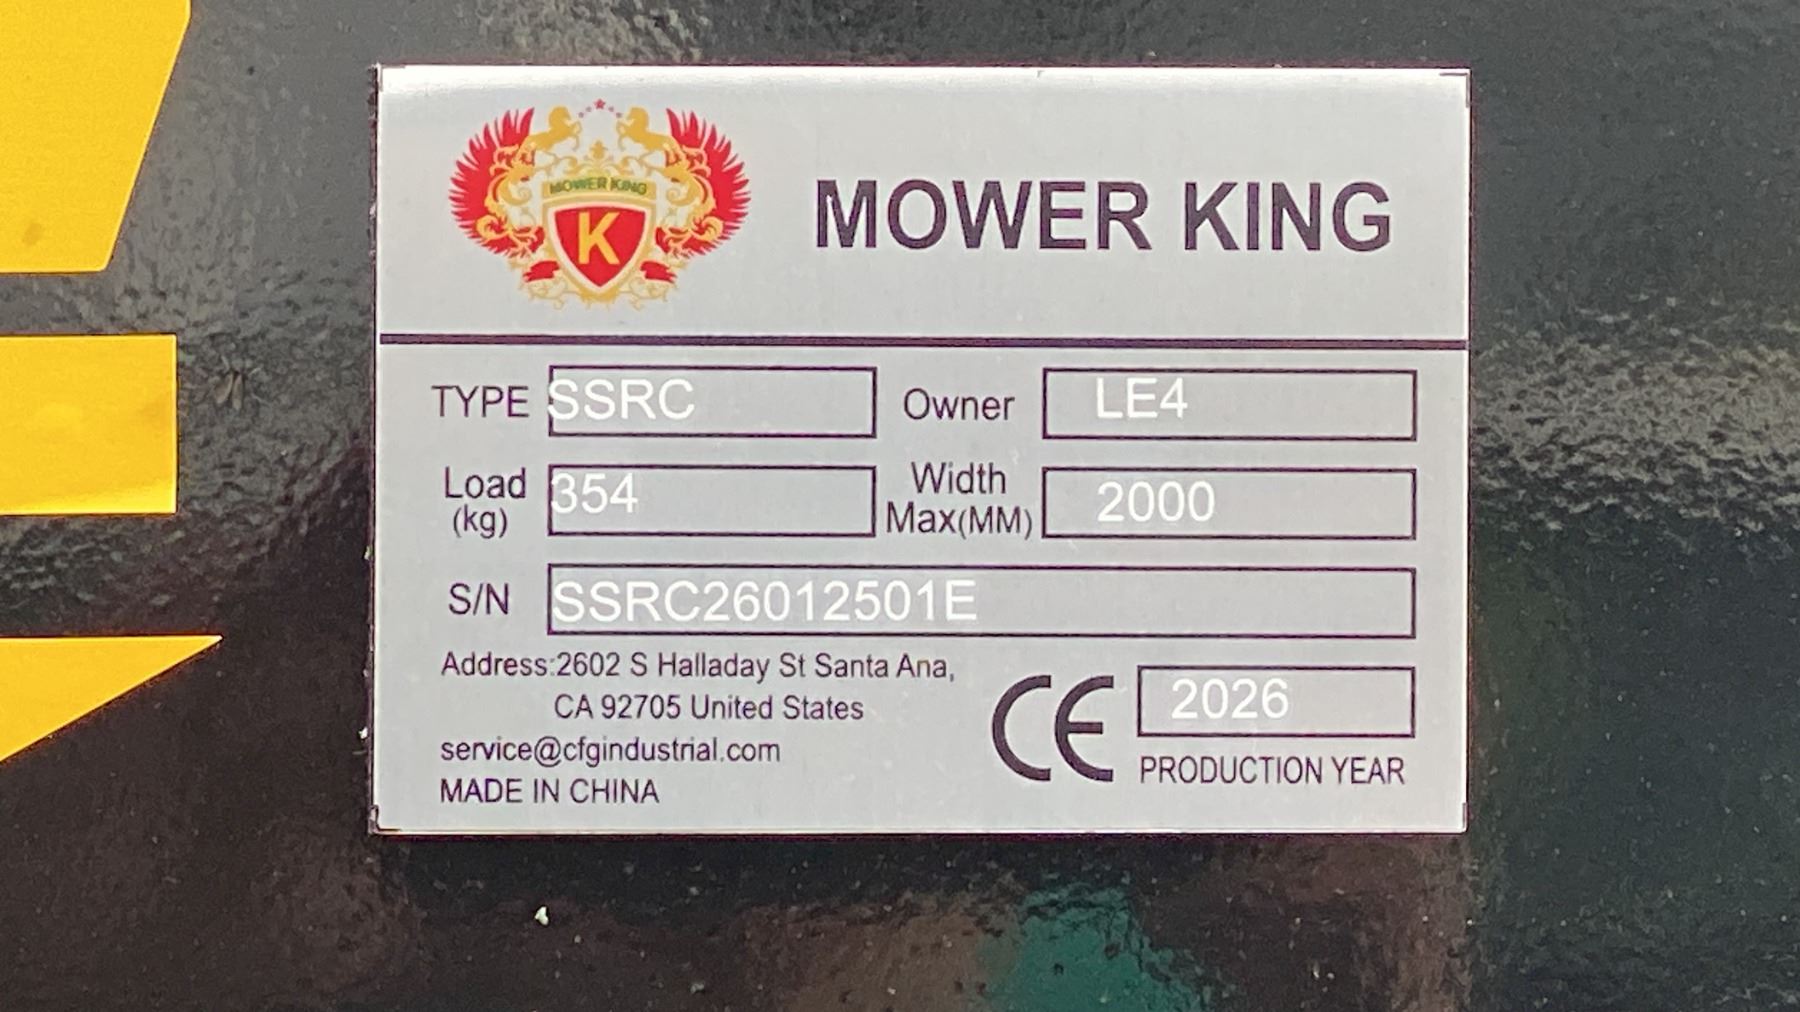 MOWER KING
K
MOWER KING
TYPE SSRC Owner LE4
Load (kg) 354 Width Max(MM) 2000
S/N SSRC26012501E
Address:2602 S Halladay St Santa Ana,
CA 92705 United States
service@cfgindustrial.com
MADE IN CHINA
CE 2026
PRODUCTION YEAR